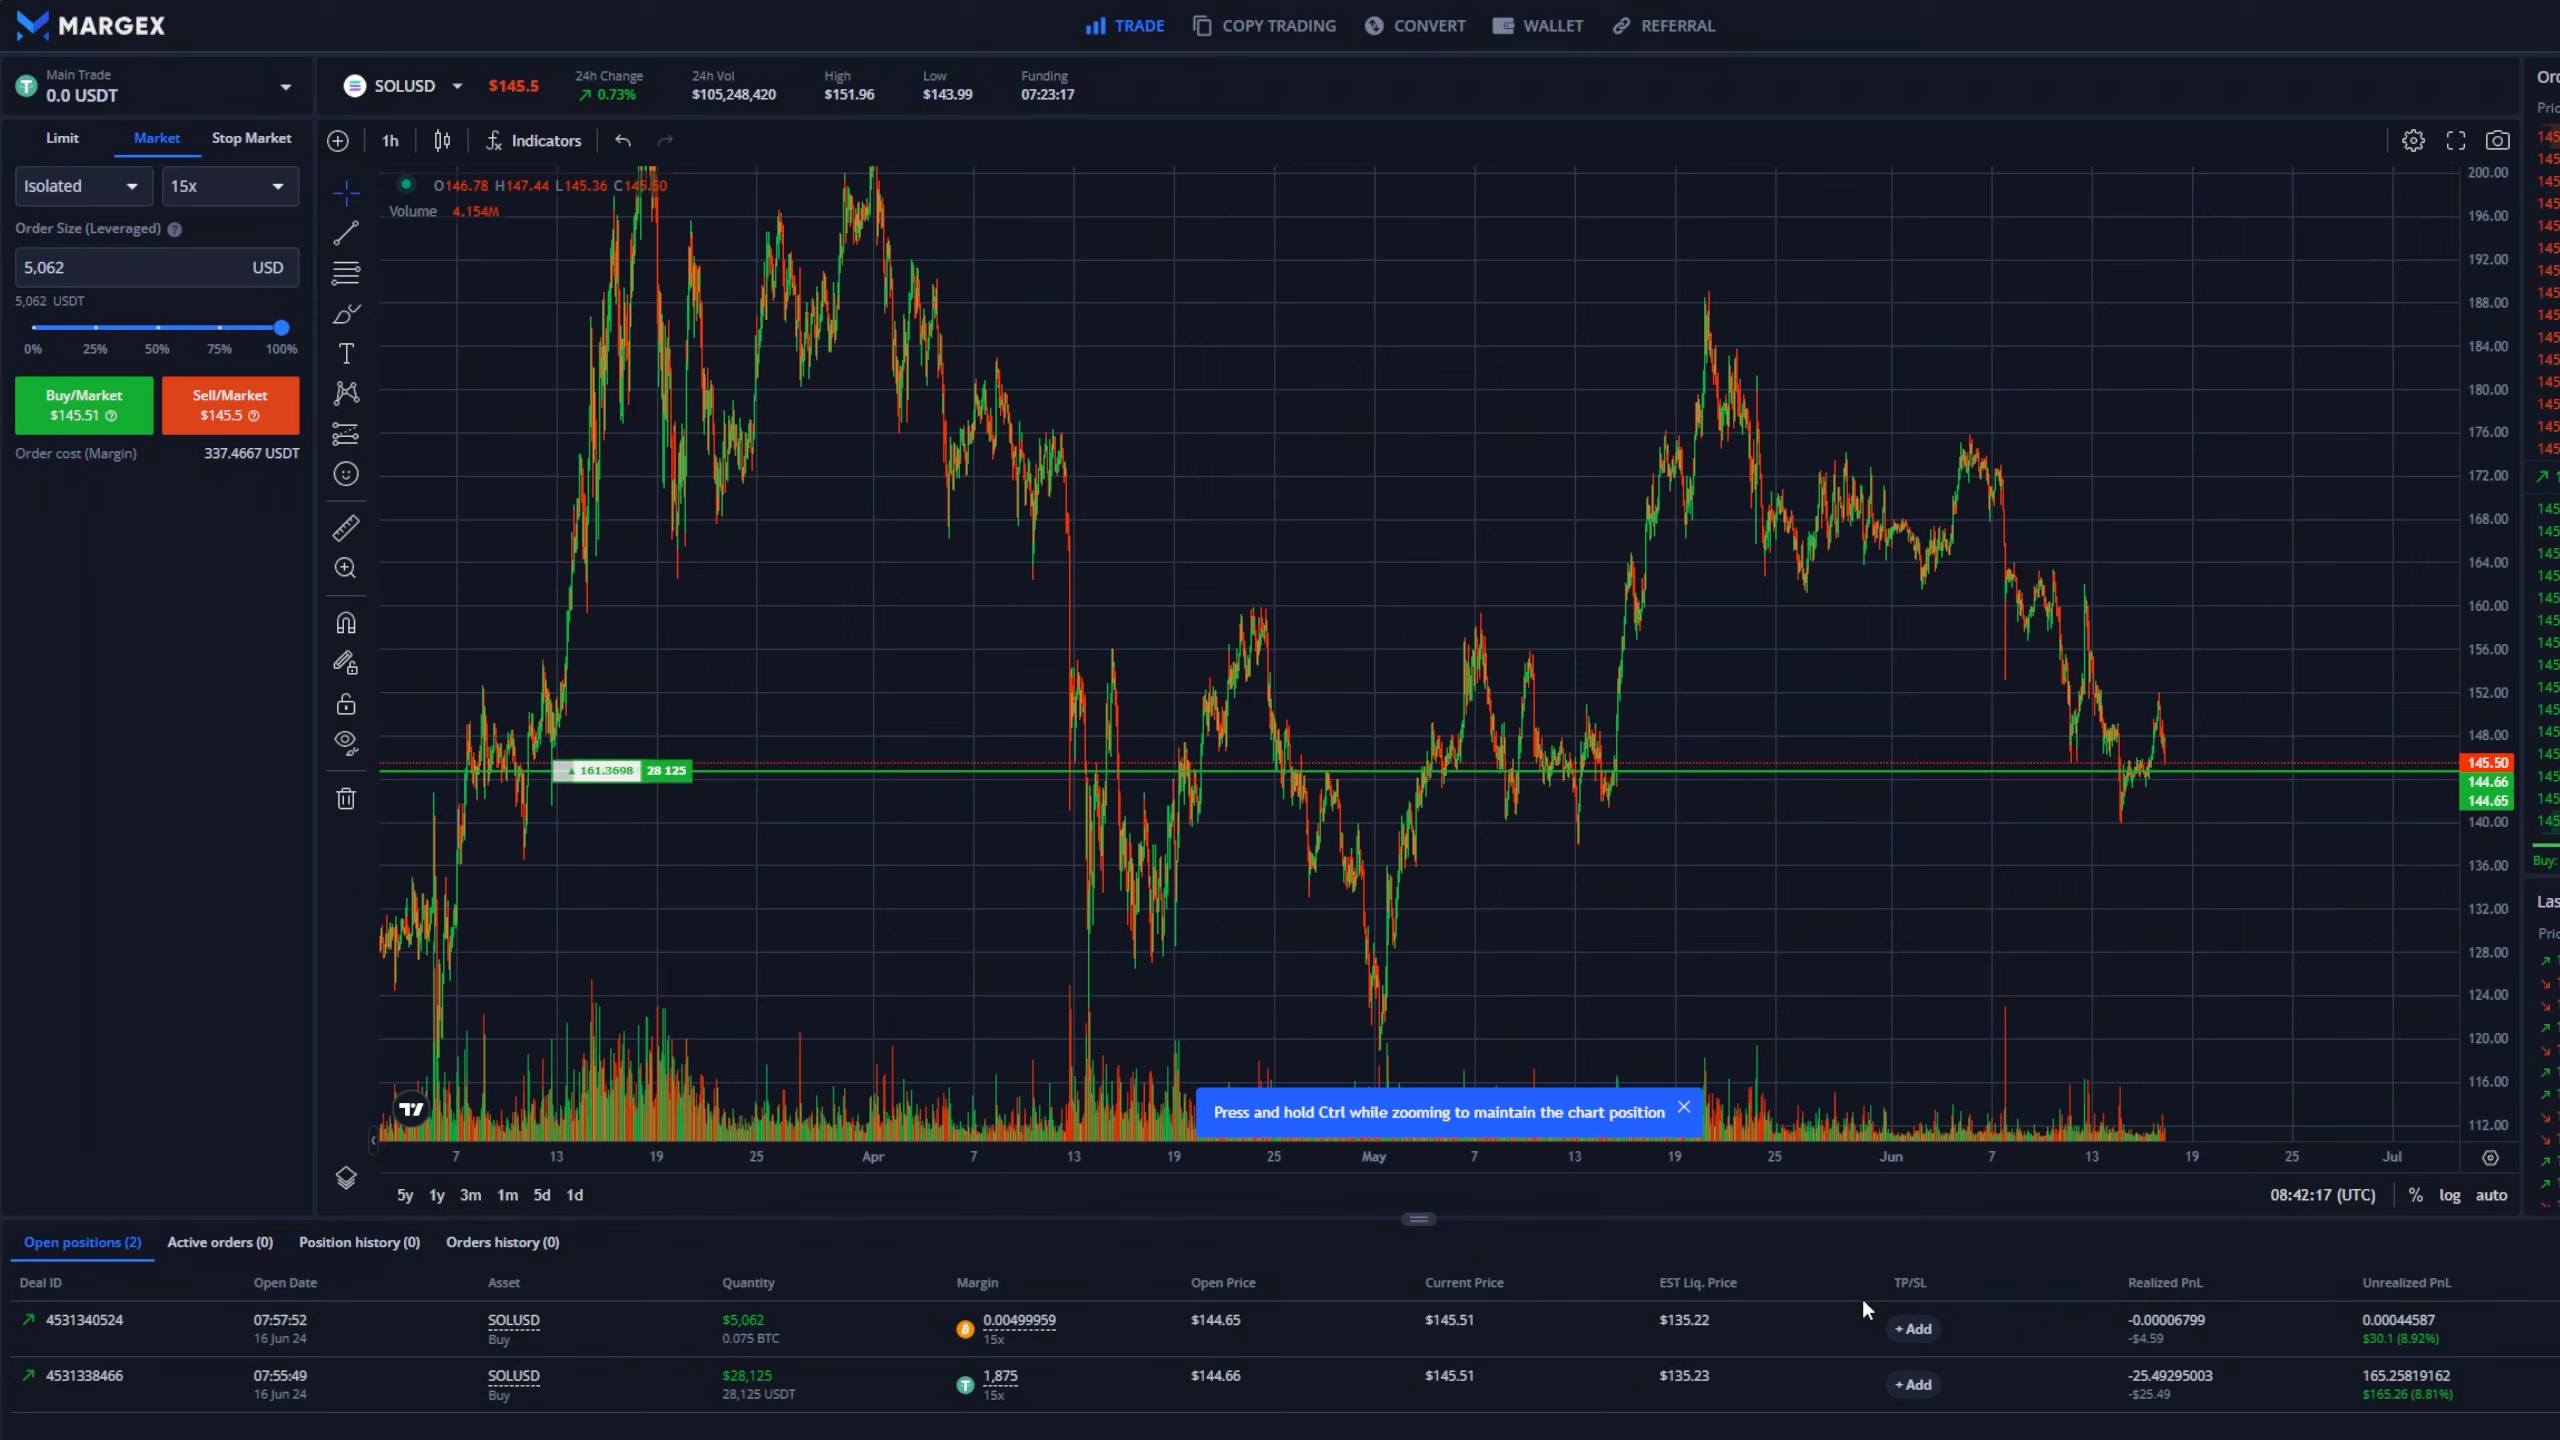 MARGEX
TRADE
COPY TRADING
CONVERT
WALLET
REFERRAL
Main Trade
0.0 USDT
SOLUSD
$145.5
24h Change
0.73%
24h Vol
$105,248,420
High
$151.96
Low
$143.99
Funding
07:23:17
Limit
Market
Stop Market
1h
Indicators
Isolated
15x
Order Size (Leveraged)
5,062 USD
5,062 USDT
0% 25% 50% 75% 100%
Buy/Market
$145.51
Sell/Market
$145.5
Order cost (Margin) 337.4667 USDT
O146.78 H147.44 L145.36 C145.50
Volume 4.154M
161.3698 28 125
200.00
196.00
192.00
188.00
184.00
180.00
176.00
172.00
168.00
164.00
160.00
156.00
152.00
148.00
145.50
144.66
144.65
140.00
136.00
132.00
128.00
124.00
120.00
116.00
112.00
Press and hold Ctrl while zooming to maintain the chart position
7 13 19 25 Apr 7 13 19 25 May 7 13 19 25 Jun 7 13 19 25 Jul
5y 1y 3m 1m 5d 1d
08:42:17 (UTC) % log auto
Buy:
Open positions (2) Active orders (0) Position history (0) Orders history (0)
Deal ID Open Date Asset Quantity Margin Open Price Current Price EST Liq. Price TP/SL Realized PnL Unrealized PnL
4531340524 07:57:52 SOLUSD $5,062 0.00499959 $144.65 $145.51 $135.22 + Add -0.00006799 0.00044587
16 Jun 24 Buy 0.075 BTC 15x -$4.59 $30.1 (8.92%)
4531338466 07:55:49 SOLUSD $28,125 1,875 $144.66 $145.51 $135.23 + Add -25.49295003 165.25819162
16 Jun 24 Buy 28,125 USDT 15x -$25.49 $165.26 (8.81%)